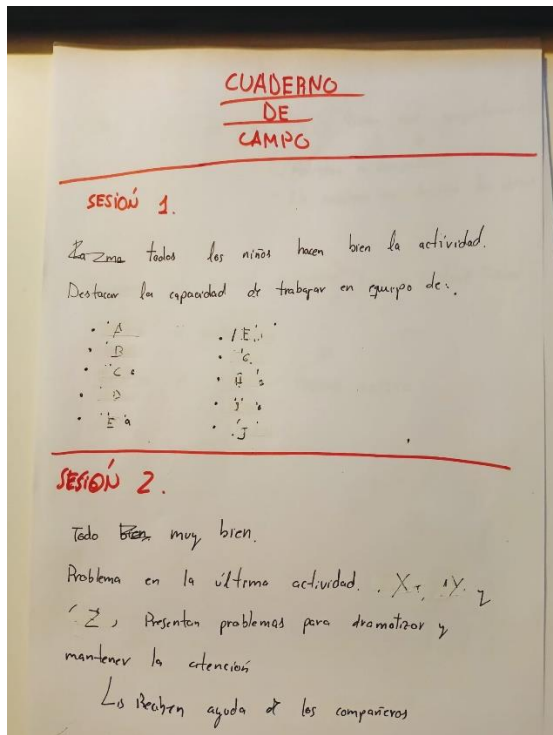 CUADERNO
DE
CAMPO
SESIÓN 1.
todos los niños hacen bien la actividad.
Destacar la capacidad de trabajar en equipo de:
• A
• B
• C
• D
• E
• E
• G
• H
• J
SESIÓN 2.
Todo Bien muy bien.
Problema en la última actividad. X, Y y
Z, Presentan problemas para dramatizar y
mantener la atención
Reciben ayuda de los compañeros